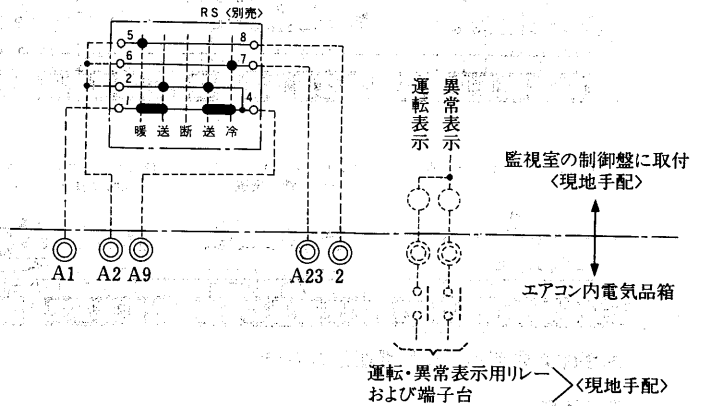 RS〈別売〉
5 8
6 7
2
1 4
暖 送 断 送 冷
運転表示
異常表示
監視室の制御盤に取付
〈現地手配〉
A1 A2 A9 A23 2
エアコン内電気品箱
運転・異常表示用リレー
および端子台
〈現地手配〉